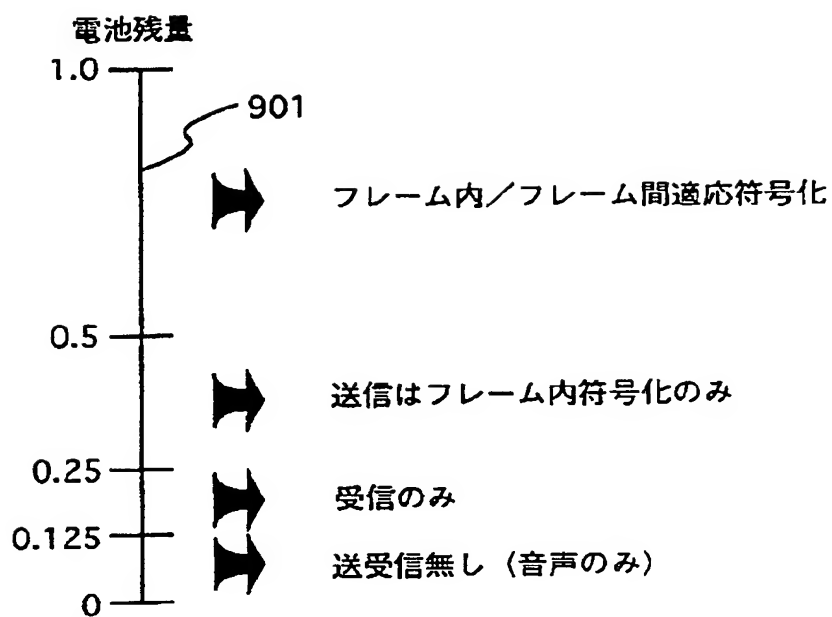 電池残量
1.0
901
フレーム内／フレーム間適応符号化
0.5
送信はフレーム内符号化のみ
0.25
受信のみ
0.125
送受信無し（音声のみ）
0